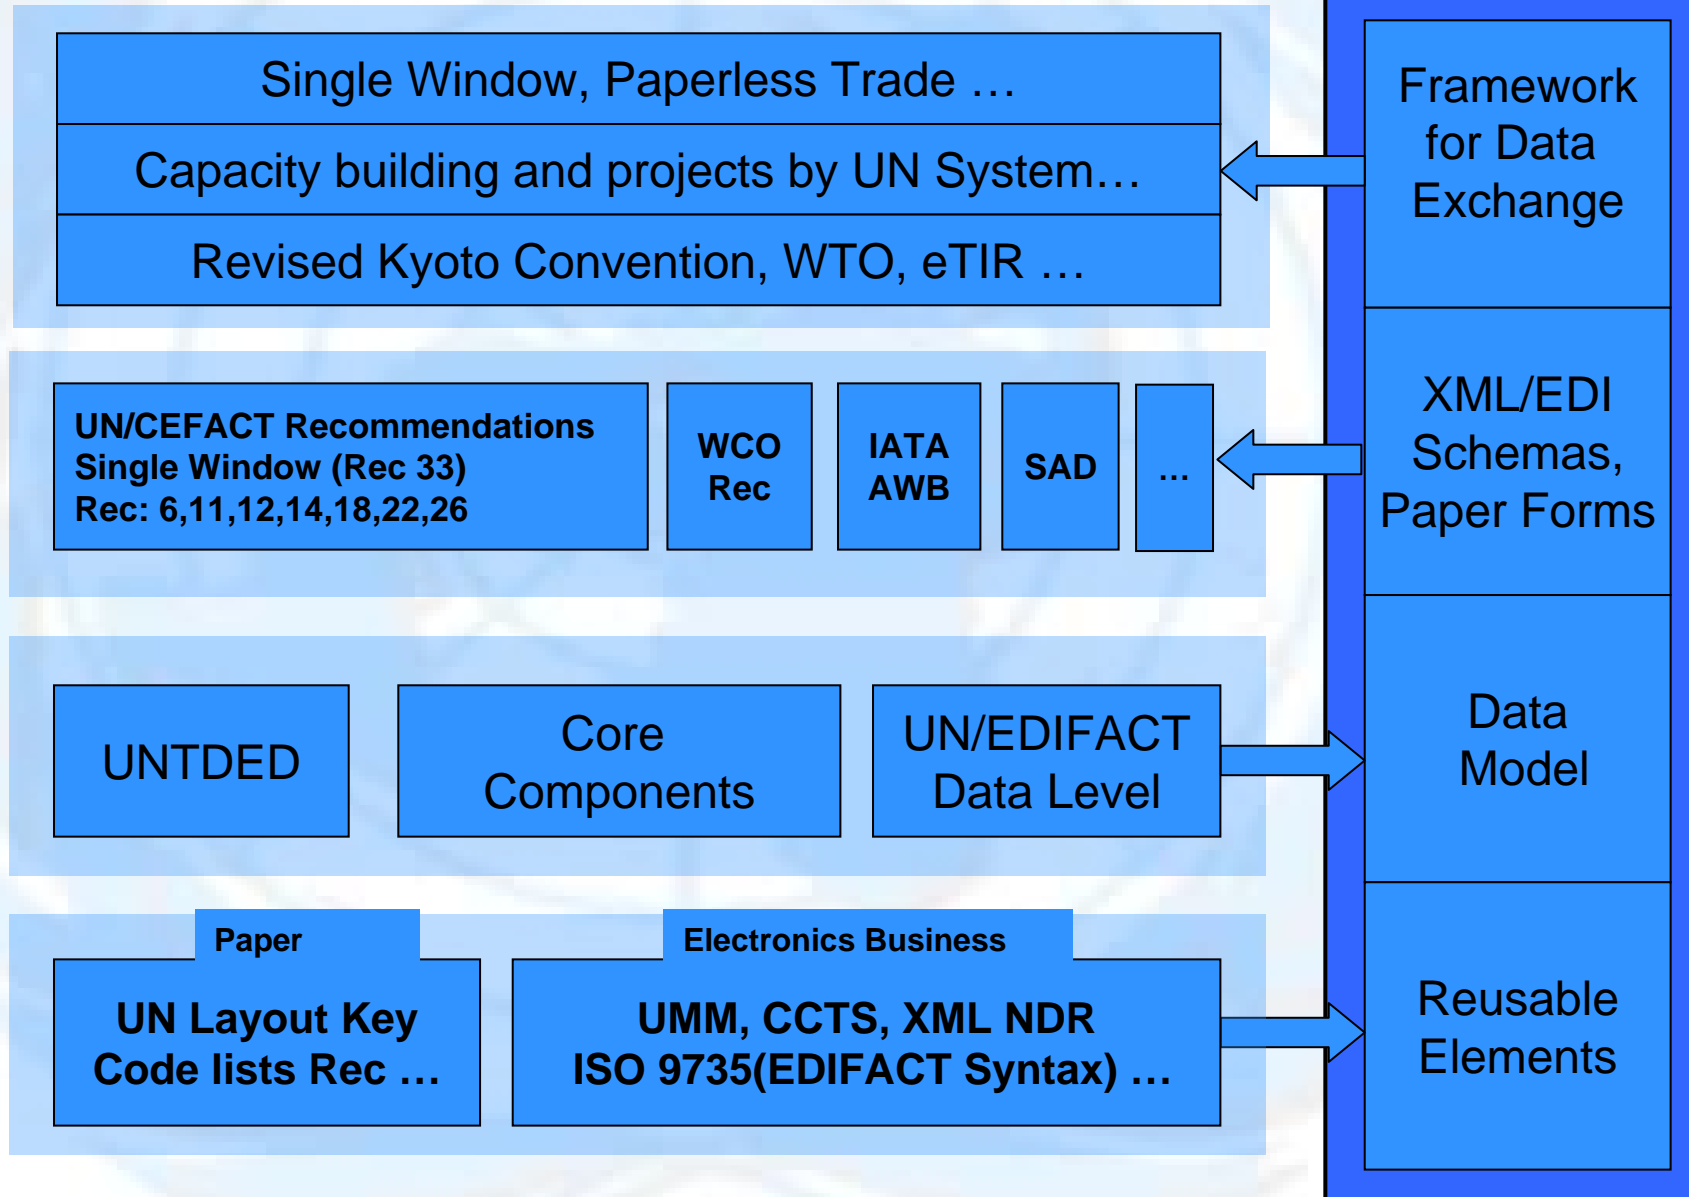 Single Window, Paperless Trade …
Capacity building and projects by UN System…
Revised Kyoto Convention, WTO, eTIR …
Framework
for Data
Exchange
UN/CEFACT Recommendations
Single Window (Rec 33)
Rec: 6,11,12,14,18,22,26
WCO
Rec
IATA
AWB
SAD
…
XML/EDI
Schemas,
Paper Forms
UNTDED
Core
Components
UN/EDIFACT
Data Level
Data
Model
Paper
UN Layout Key
Code lists Rec …
Electronics Business
UMM, CCTS, XML NDR
ISO 9735(EDIFACT Syntax) …
Reusable
Elements